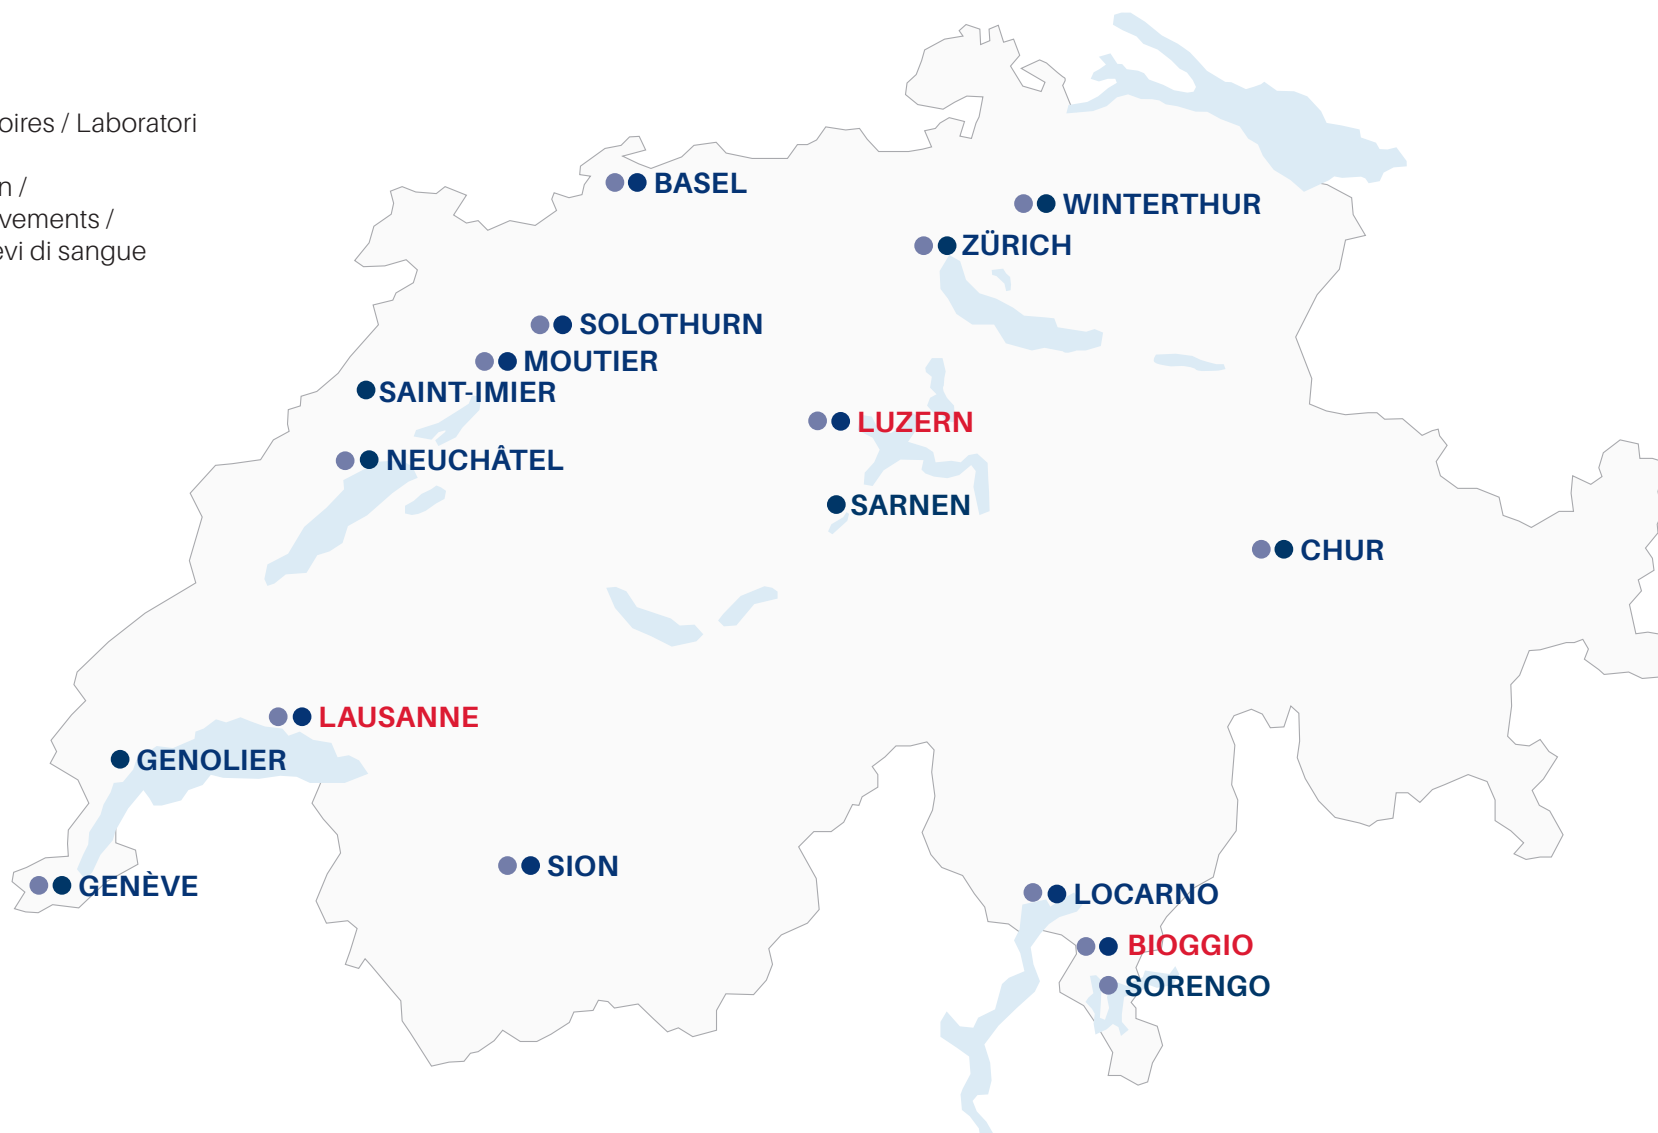 oires / Laboratori
n /
vements /
evi di sangue
BASEL
WINTERTHUR
ZÜRICH
SOLOTHURN
MOUTIER
SAINT-IMIER
LUZERN
NEUCHÂTEL
SARNEN
CHUR
LAUSANNE
GENOLIER
SION
GENÈVE
LOCARNO
BIOGGIO
SORENGO